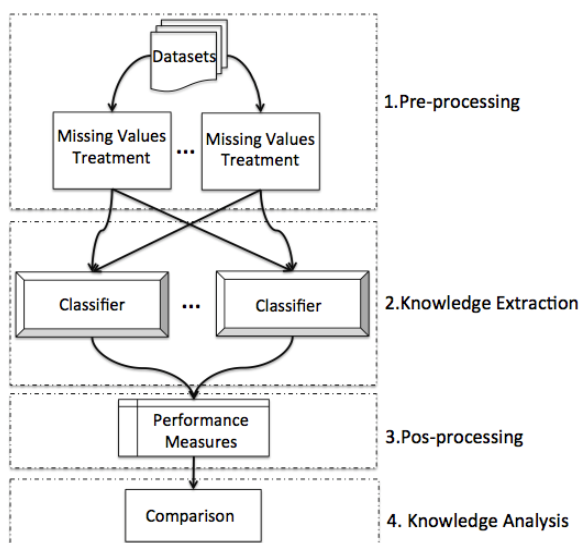 Datasets
1.Pre-processing
Missing Values
Treatment
...
Missing Values
Treatment
Classifier
...
Classifier
2.Knowledge Extraction
Performance
Measures
3.Pos-processing
Comparison
4. Knowledge Analysis